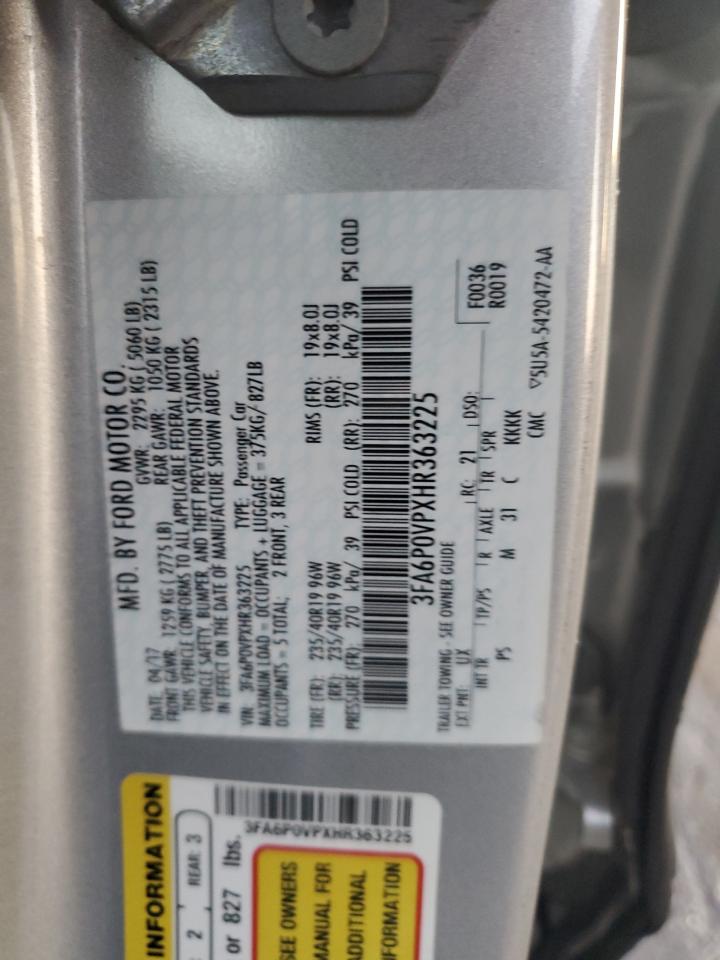 MFD. BY FORD MOTOR CO.
DATE: 04/17 GVWR: 2295 KG ( 5060 LB)
FRONT GAWR: 1259 KG ( 2775 LB) REAR GAWR: 1050 KG ( 2315 LB)
THIS VEHICLE CONFORMS TO ALL APPLICABLE FEDERAL MOTOR
VEHICLE SAFETY, BUMPER, AND THEFT PREVENTION STANDARDS
IN EFFECT ON THE DATE OF MANUFACTURE SHOWN ABOVE.
VIN: 3FA6P0VPXHR363225 TYPE: Passenger Car
MAXIMUM LOAD = OCCUPANTS + LUGGAGE = 375KG/ 827LB
OCCUPANTS = 5 TOTAL; 2 FRONT, 3 REAR
TIRE (FR): 235/40R19 96W RIMS (FR): 19x8.0J
(RR): 235/40R19 96W (RR): 19x8.0J
PRESSURE (FR): 270 kPa/ 39 PSI COLD (RR): 270 kPa/ 39 PSI COLD
3FA6P0VPXHR363225
TRAILER TOWING - SEE OWNER GUIDE
F0036
R0019
EXT PNT: UX RC: 21 DSO:
INT TR TP/PS R AXLE TR SPR
PS M 31 C KKKK
CMC ▽5U5A-5420472-AA
INFORMATION
2 REAR: 3
or 827 lbs.
3FA6P0VPXHR363225
SEE OWNERS
MANUAL FOR
ADDITIONAL
INFORMATION